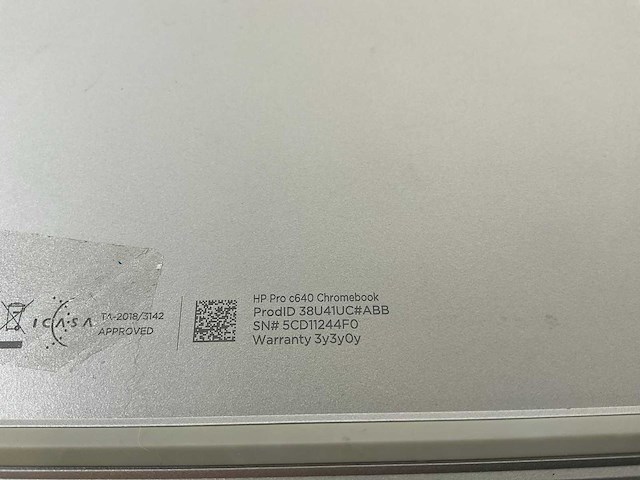 ICASA
TA-2018/3142
APPROVED
HP Pro c640 Chromebook
ProdID 38U41UC#ABB
SN# 5CD11244F0
Warranty 3y3y0y